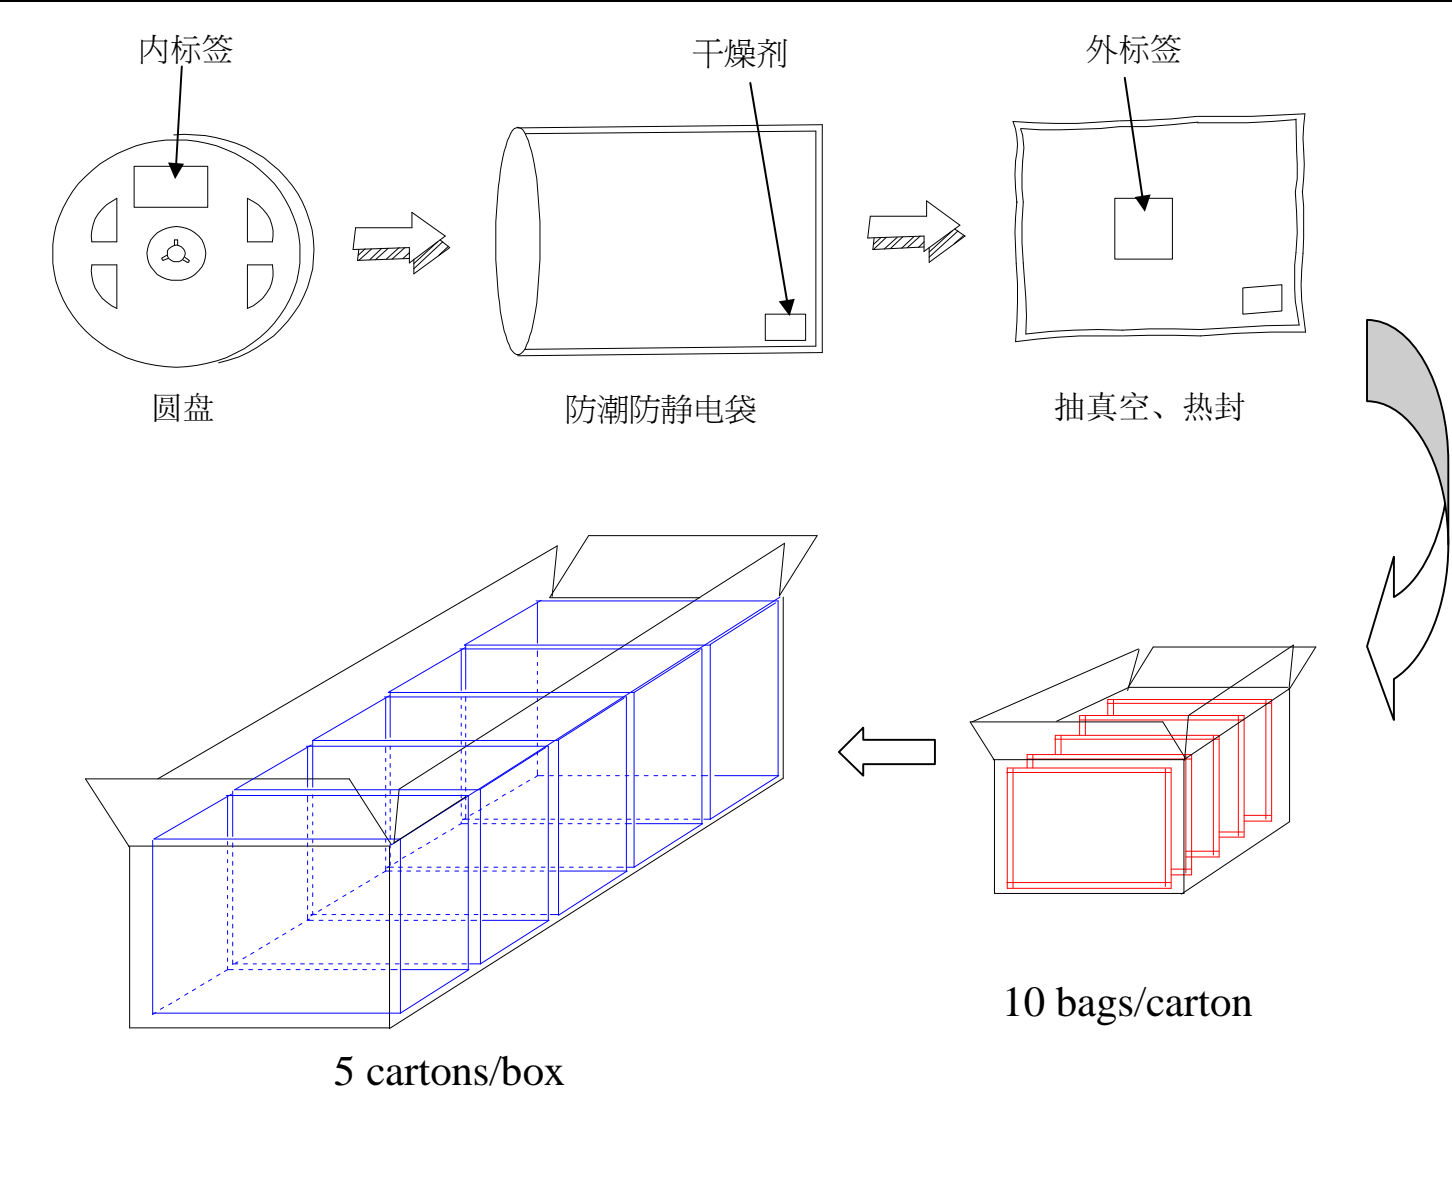 内标签
干燥剂
外标签
圆盘
防潮防静电袋
抽真空、热封
10 bags/carton
5 cartons/box